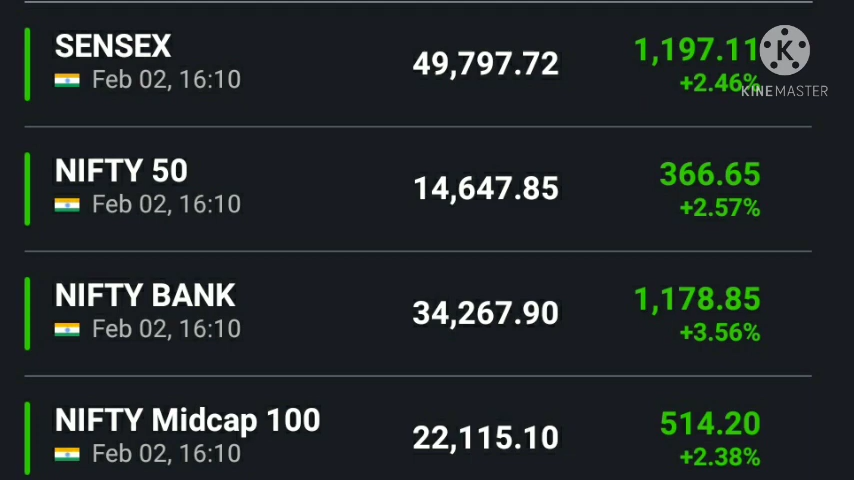 SENSEX
Feb 02, 16:10
49,797.72
1,197.11
+2.46%
K
KINEMASTER
NIFTY 50
Feb 02, 16:10
14,647.85
366.65
+2.57%
NIFTY BANK
Feb 02, 16:10
34,267.90
1,178.85
+3.56%
NIFTY Midcap 100
Feb 02, 16:10
22,115.10
514.20
+2.38%